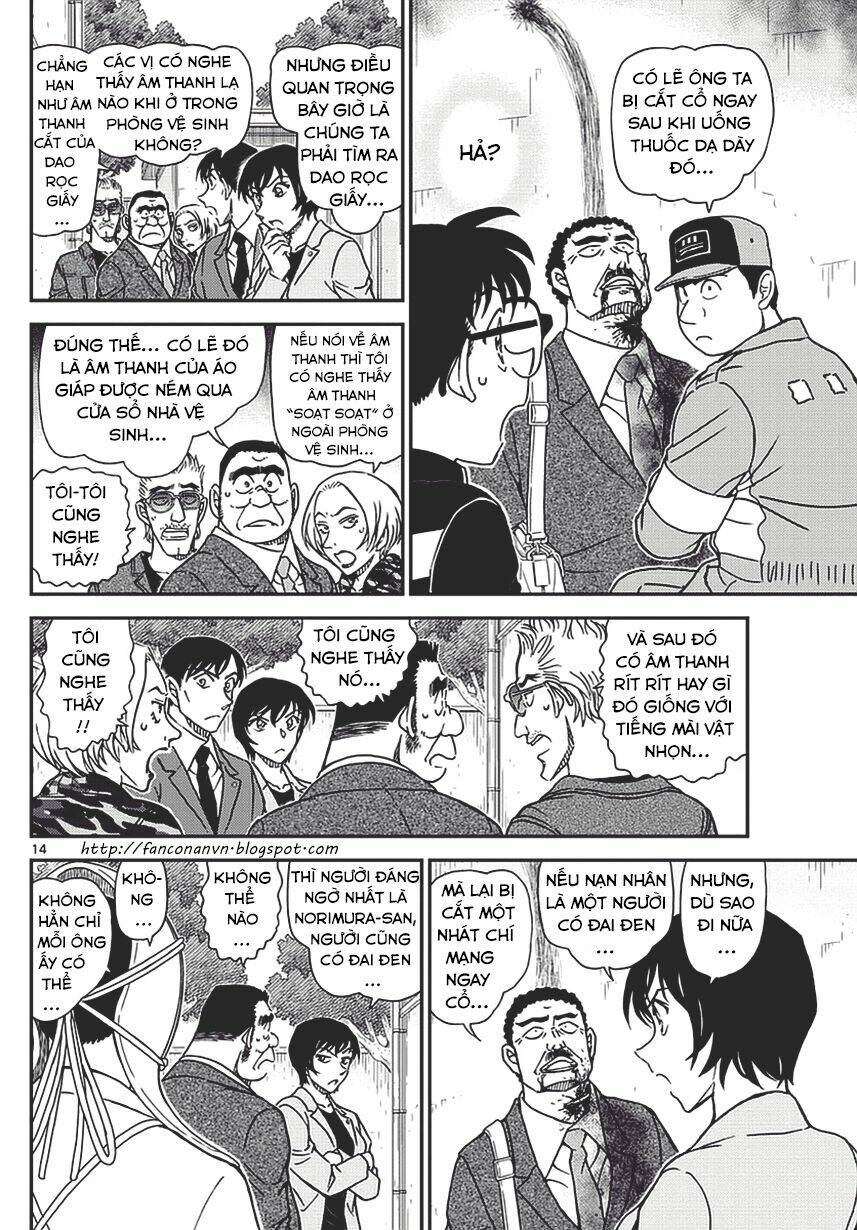 CÓ LẼ ÔNG TA
BỊ CẮT CỔ NGAY
SAU KHI UỐNG
THUỐC DẠ DÀY
ĐÓ...
HẢ?
NHƯNG ĐIỀU
QUAN TRỌNG
BÂY GIỜ LÀ
CHÚNG TA
PHẢI TÌM RA
DAO RỌC
GIẤY...
CÁC VỊ CÓ NGHE
THẤY ÂM THANH LẠ
NÀO KHI Ở TRONG
PHÒNG VỆ SINH
KHÔNG?
CHẲNG
HẠN
NHƯ ÂM
THANH
CẮT CỦA
DAO RỌC
GIẤY
...
NẾU NÓI VỀ ÂM
THANH THÌ TÔI
CÓ NGHE THẤY
ÂM THANH
“SOẠT SOẠT” Ở
NGOÀI PHÒNG
VỆ SINH...
ĐÚNG THẾ... CÓ LẼ ĐÓ
LÀ ÂM THANH CỦA ÁO
GIÁP ĐƯỢC NÉM QUA
CỬA SỔ NHÀ VỆ
SINH...
TÔI-TÔI
CŨNG
NGHE
THẤY!
VÀ SAU ĐÓ
CÓ ÂM THANH
RÍT RÍT HAY GÌ
ĐÓ GIỐNG VỚI
TIẾNG MÀI VẬT
NHỌN...
TÔI CŨNG
NGHE THẤY
NÓ...
TÔI
CŨNG
NGHE
THẤY
!!
14
http://fanconanvn.blogspot.com
NHƯNG,
DÙ SAO
ĐI NỮA
...
NẾU NẠN NHÂN
LÀ MỘT NGƯỜI
CÓ ĐAI ĐEN
...
MÀ LẠI BỊ
CẮT MỘT
NHÁT CHÍ
MẠNG
NGAY
CỔ...
THÌ NGƯỜI ĐÁNG
NGỜ NHẤT LÀ
NORIMURA-SAN,
NGƯỜI CŨNG
CÓ ĐAI ĐEN
...
KHÔNG
THỂ
NÀO
...
KHÔ-
NG
...
KHÔNG
HẲN CHỈ
MỖI ÔNG
ẤY CÓ
THỂ
...